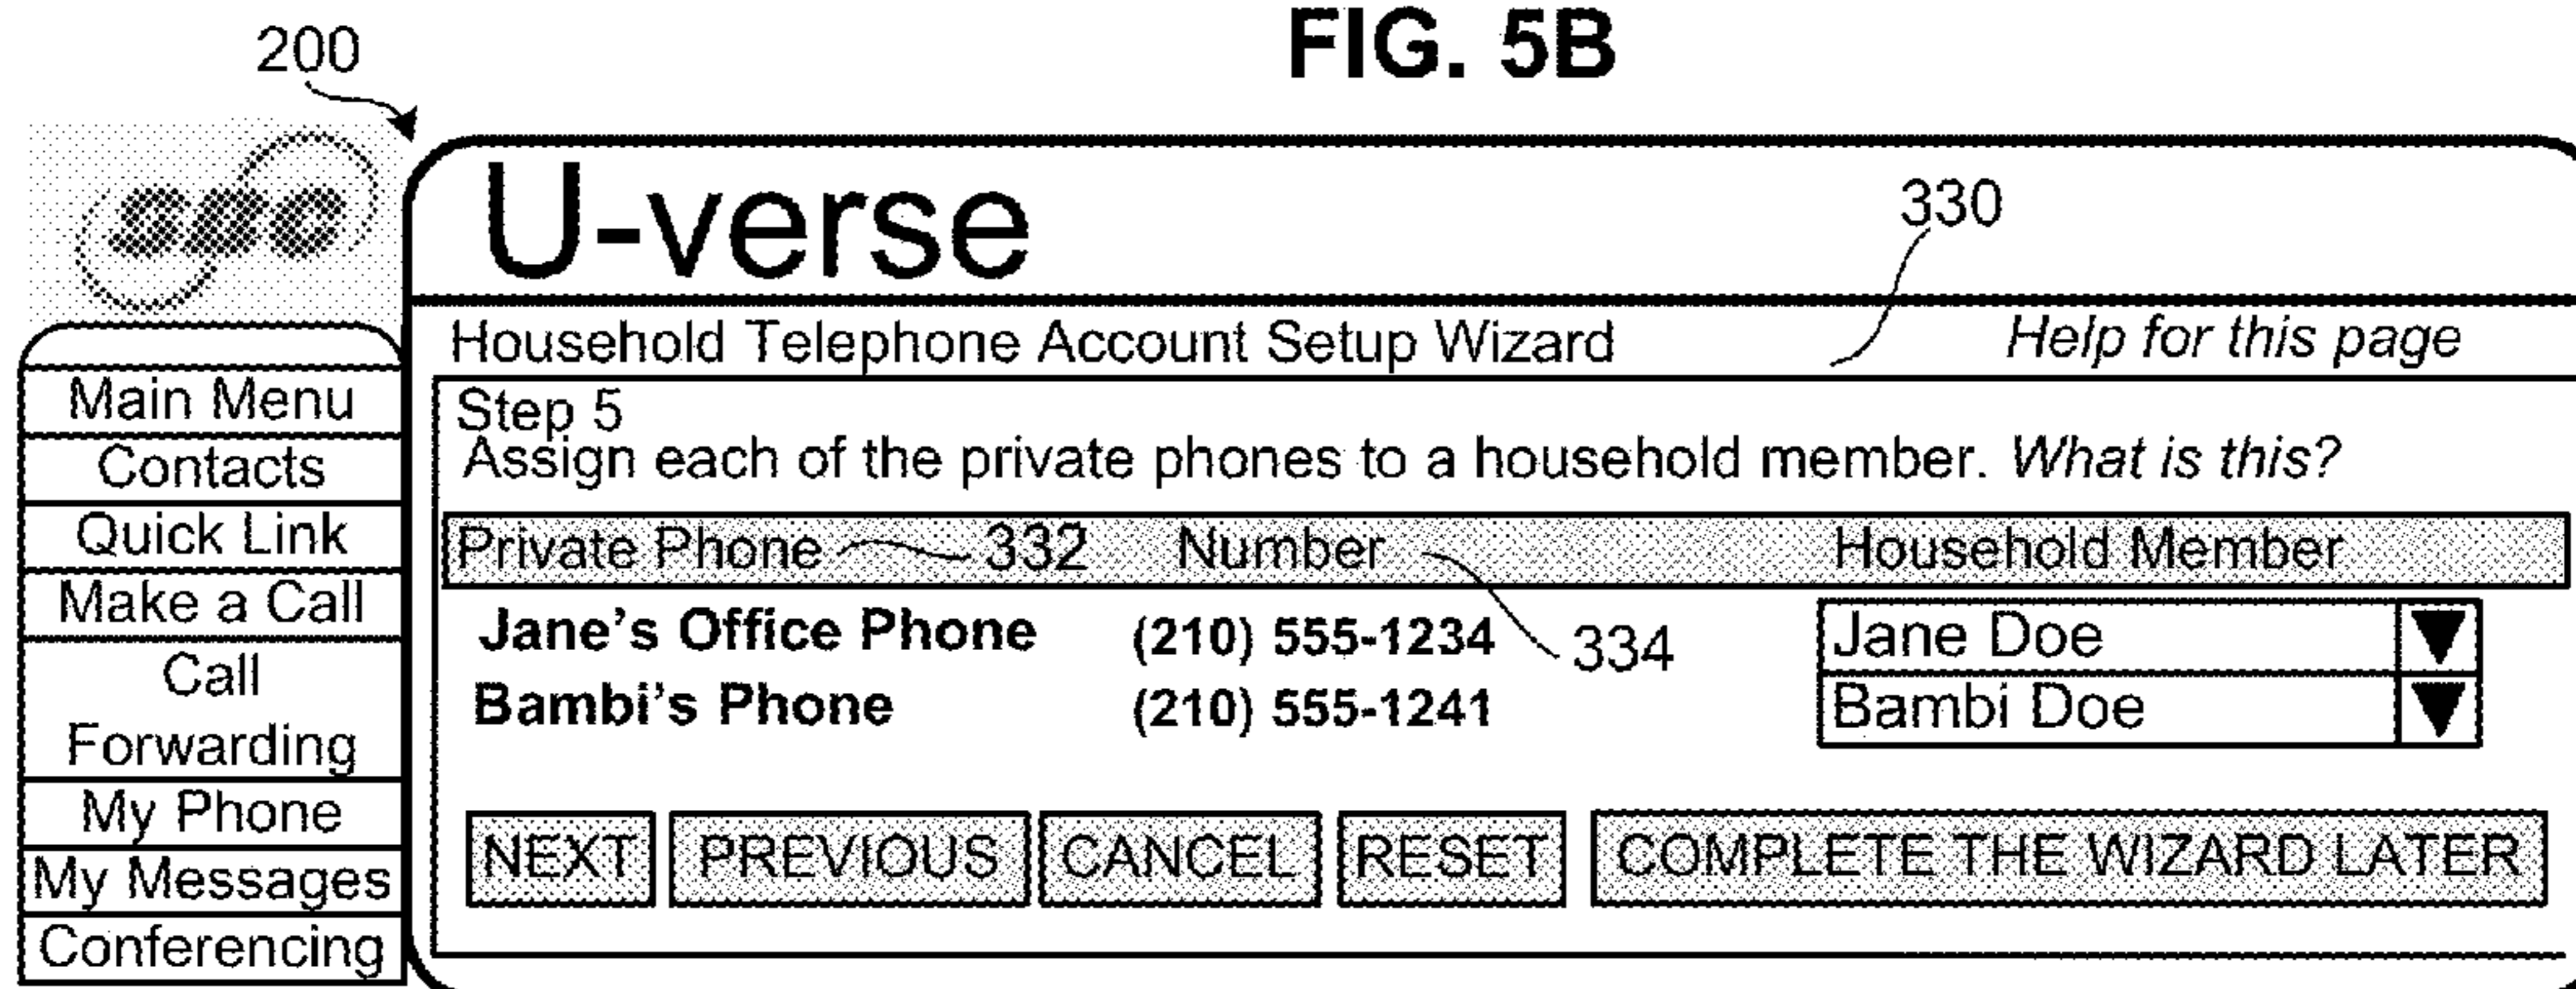 FIG. 5B
200
SBC
U-verse
330
Household Telephone Account Setup Wizard
Help for this page
Main Menu
Contacts
Quick Link
Make a Call
Call
Forwarding
My Phone
My Messages
Conferencing
Step 5
Assign each of the private phones to a household member. What is this?
Private Phone 332 Number Household Member
Jane's Office Phone (210) 555-1234 334 Jane Doe
Bambi's Phone (210) 555-1241 Bambi Doe
NEXT PREVIOUS CANCEL RESET COMPLETE THE WIZARD LATER